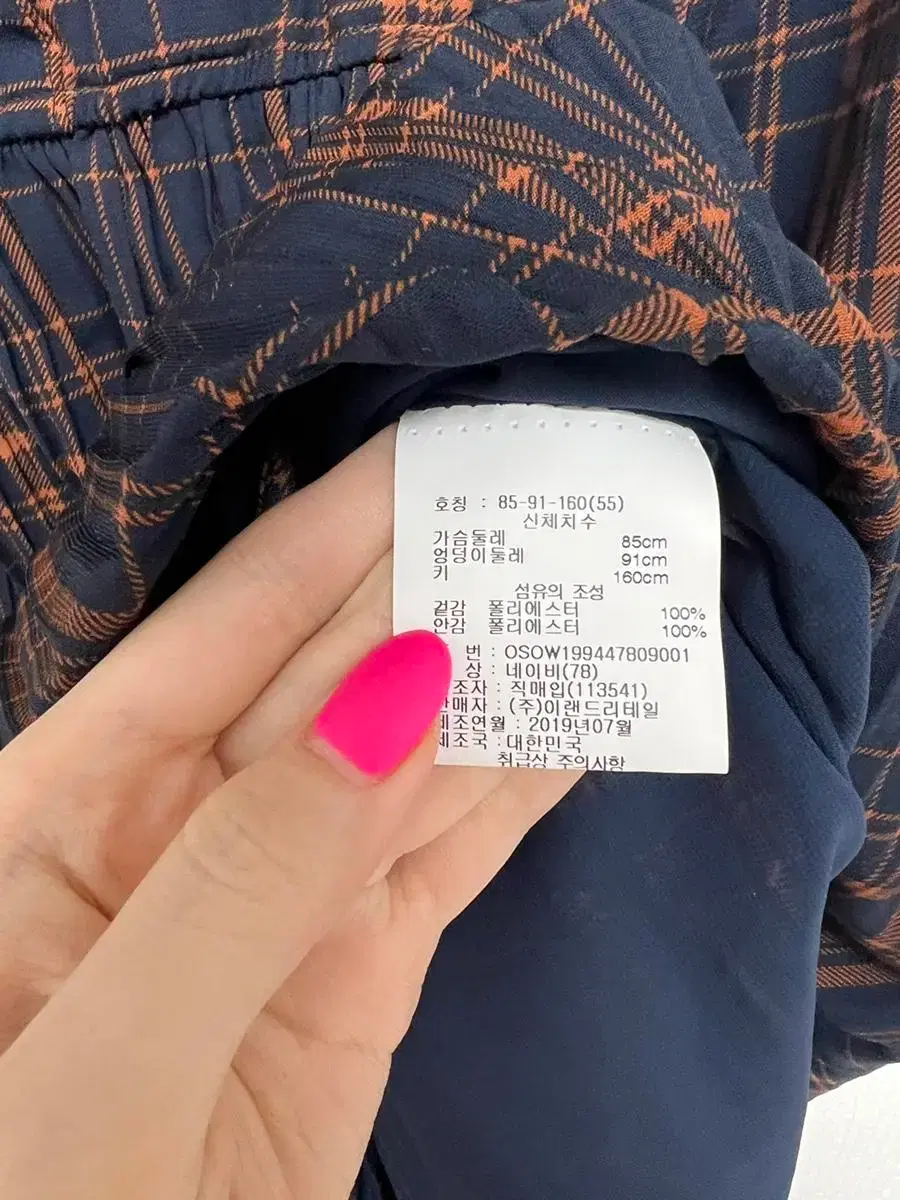 호칭 : 85-91-160(55)
신체치수
가슴둘레 85cm
엉덩이둘레 91cm
키 160cm
섬유의 조성
겉감 폴리에스터 100%
안감 폴리에스터 100%
번 : OSOW199447809001
상 : 네이비(78)
조자 : 직매입(113541)
판매자 : (주)이랜드리테일
제조연월 : 2019년07월
제조국 : 대한민국
취급상 주의사항